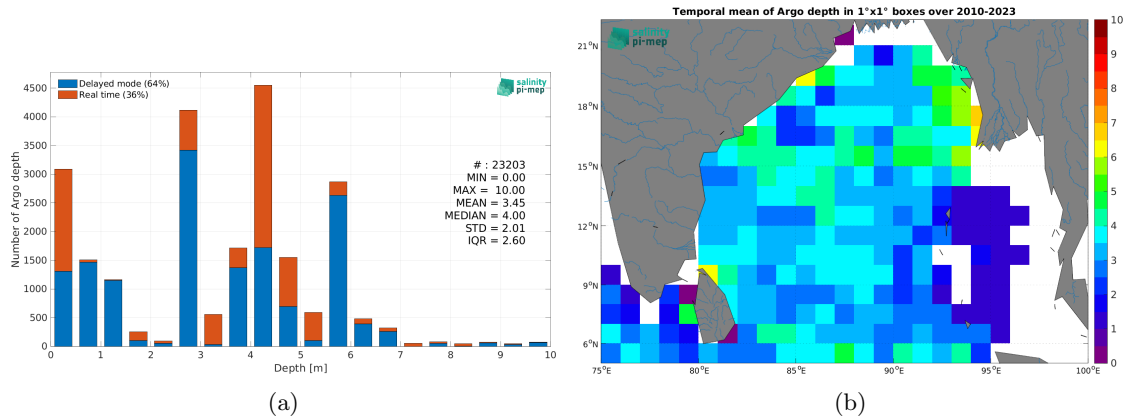 Delayed mode (64%)
Real time (36%)
salinity
pi-mep
# : 23203
MIN = 0.00
MAX = 10.00
MEAN = 3.45
MEDIAN = 4.00
STD = 2.01
IQR = 2.60
Number of Argo depth
4500
4000
3500
3000
2500
2000
1500
1000
500
0
0 1 2 3 4 5 6 7 8 9 10
Depth [m]
(a)
Temporal mean of Argo depth in 1°x1° boxes over 2010-2023
salinity
pi-mep
21°N
18°N
15°N
12°N
9°N
6°N
75°E 80°E 85°E 90°E 95°E 100°E
10
9
8
7
6
5
4
3
2
1
0
(b)